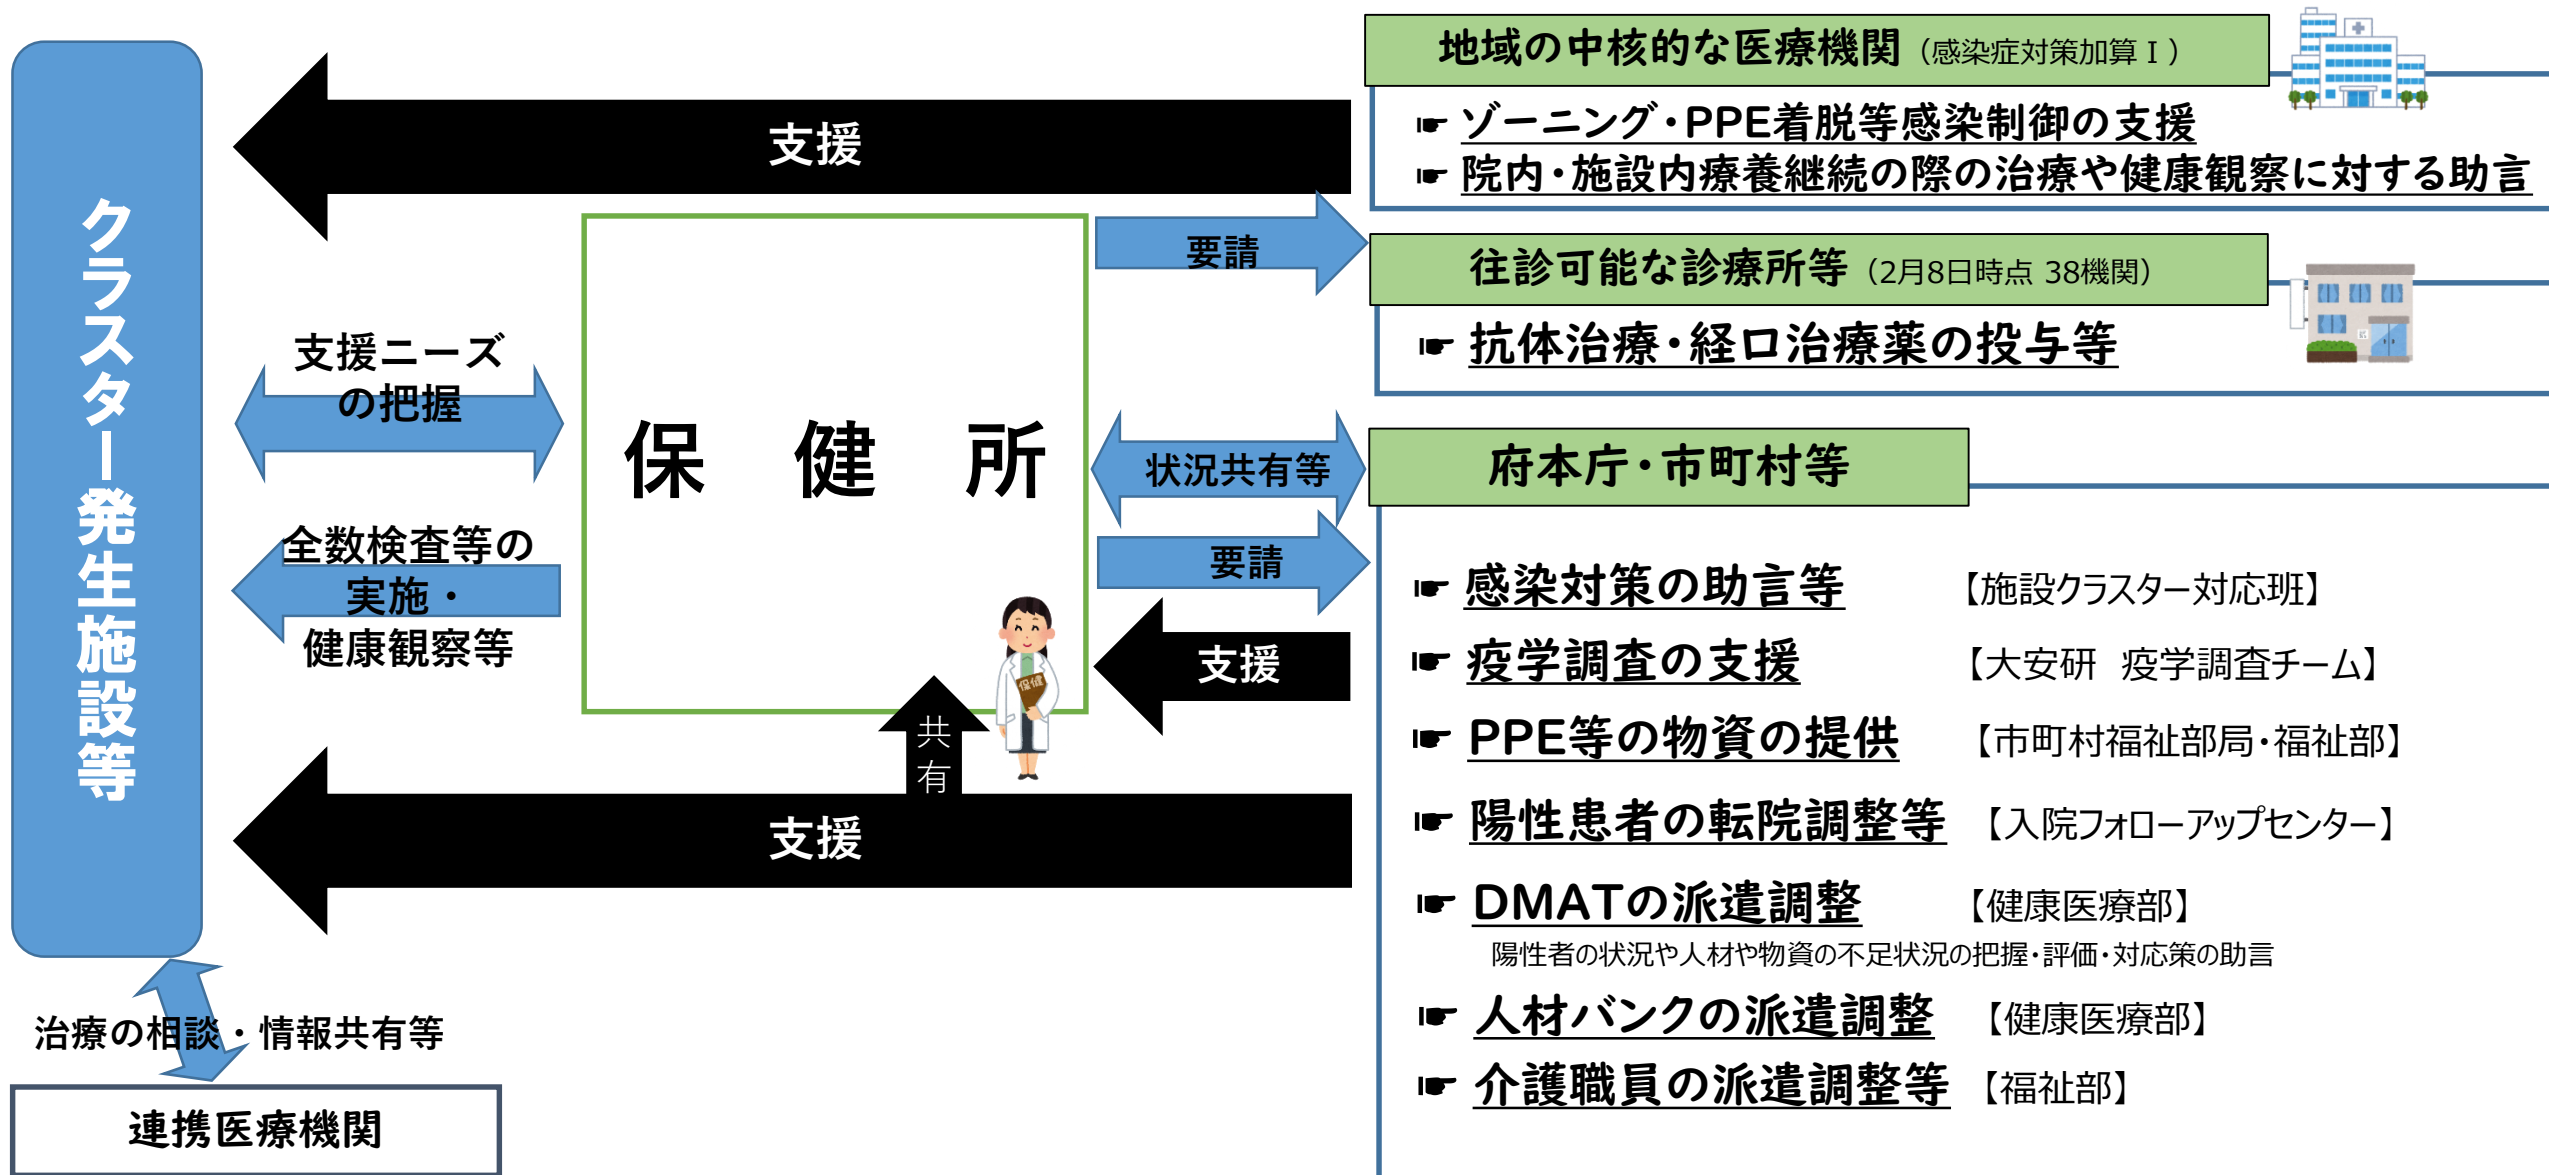 クラスター発生施設等
支援
支援ニーズ
の把握
全数検査等の
実施・
健康観察等
保　健　所
保健
共有
支援
治療の相談・情報共有等
連携医療機関
要請
状況共有等
要請
支援
地域の中核的な医療機関（感染症対策加算Ⅰ）
☛ ゾーニング・PPE着脱等感染制御の支援
☛ 院内・施設内療養継続の際の治療や健康観察に対する助言
往診可能な診療所等（2月8日時点 38機関）
☛ 抗体治療・経口治療薬の投与等
府本庁・市町村等
☛ 感染対策の助言等　【施設クラスター対応班】
☛ 疫学調査の支援　【大安研　疫学調査チーム】
☛ PPE等の物資の提供　【市町村福祉部局・福祉部】
☛ 陽性患者の転院調整等　【入院フォローアップセンター】
☛ DMATの派遣調整　【健康医療部】
陽性者の状況や人材や物資の不足状況の把握・評価・対応策の助言
☛ 人材バンクの派遣調整　【健康医療部】
☛ 介護職員の派遣調整等　【福祉部】